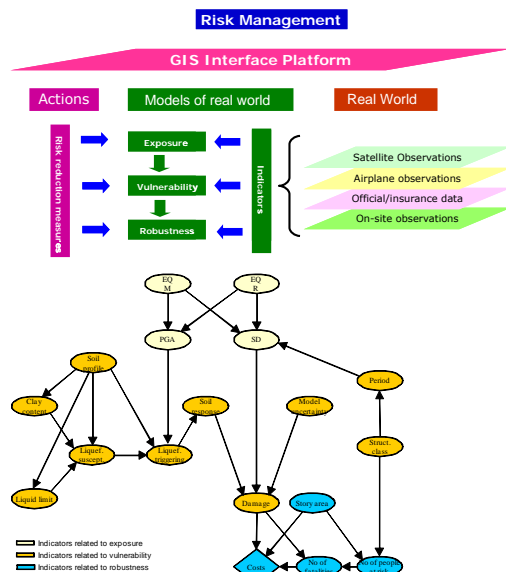 Risk Management
GIS Interface Platform
Actions
Models of real world
Real World
Risk reduction measures
Exposure
Vulnerability
Robustness
Indicators
Satellite Observations
Airplane observations
Official/insurance data
On-site observations
EQ
M
EQ
R
PGA
SD
Soil
profile
Period
Clay
content
Soil
response
Model
uncertainty
Liquef.
suscept.
Liquef.
triggering
Struct.
class
Liquid limit
Damage
Story area
Costs
No of
fatalities
No of people
at risk
Indicators related to exposure
Indicators related to vulnerability
Indicators related to robustness